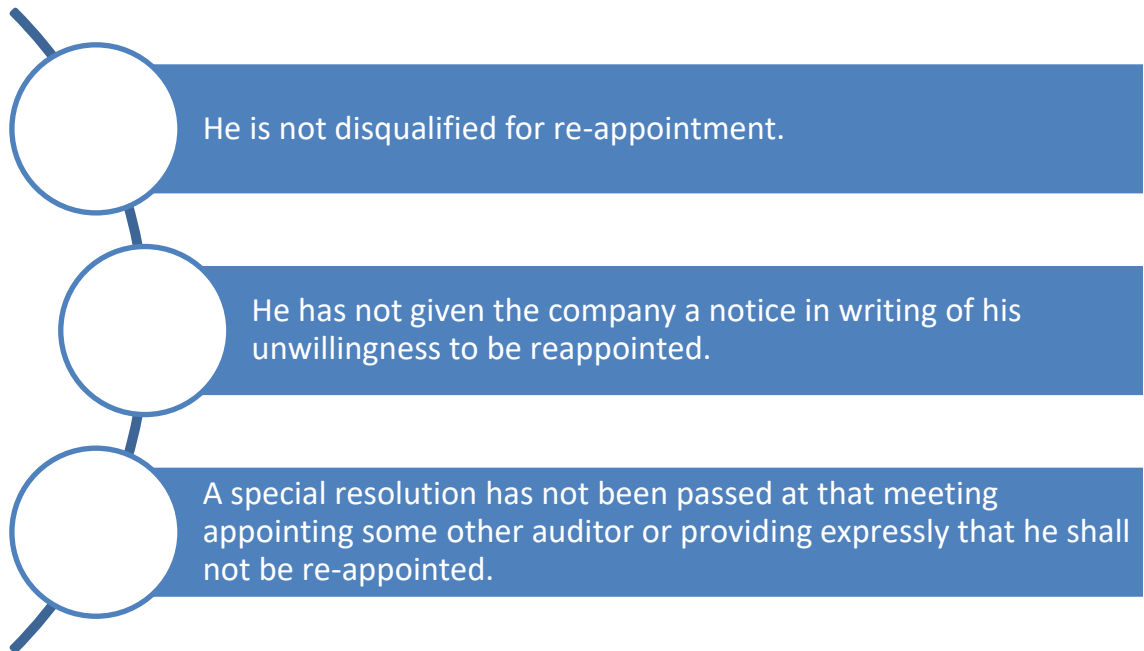 He is not disqualified for re-appointment.
He has not given the company a notice in writing of his
unwillingness to be reappointed.
A special resolution has not been passed at that meeting
appointing some other auditor or providing expressly that he shall
not be re-appointed.